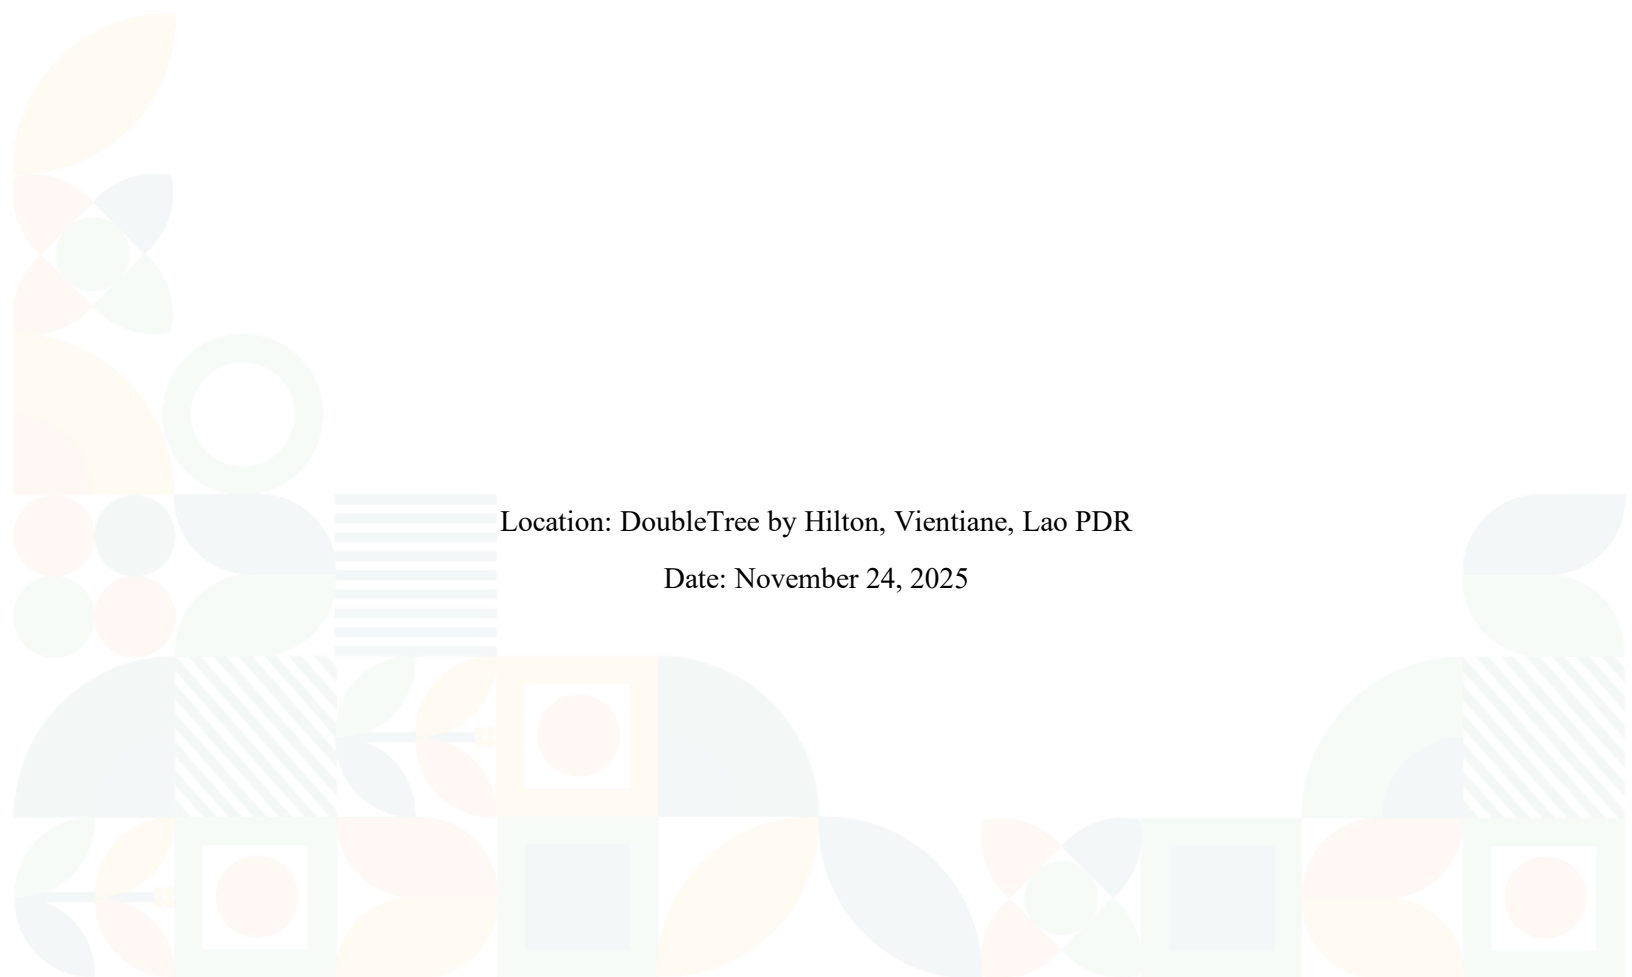 Location: DoubleTree by Hilton, Vientiane, Lao PDR
Date: November 24, 2025